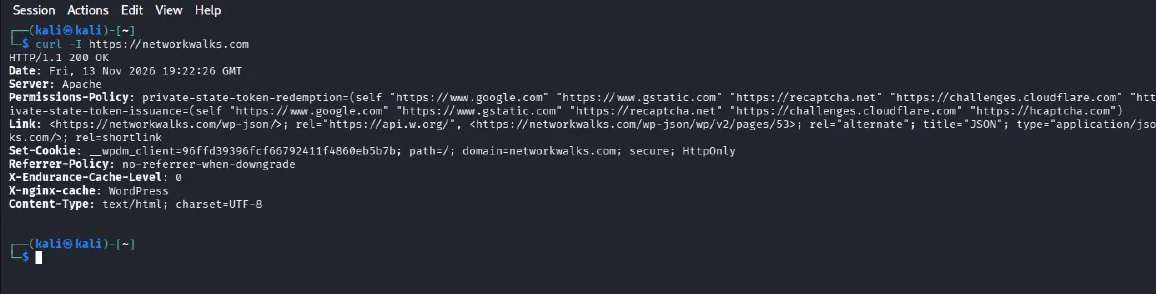 Session Actions Edit View Help
┌──(kali㉿kali)-[~]
└─$ curl -I https://networkwalks.com
HTTP/1.1 200 OK
Date: Fri, 13 Nov 2026 19:22:26 GMT
Server: Apache
Permissions-Policy: private-state-token-redemption=(self "https://www.google.com" "https://www.gstatic.com" "https://recaptcha.net" "https://challenges.cloudflare.com" "htt
ivate-state-token-issuance=(self "https://www.google.com" "https://www.gstatic.com" "https://recaptcha.net" "https://challenges.cloudflare.com" "https://hcaptcha.com")
Link: <https://networkwalks.com/wp-json/>; rel="https://api.w.org/", <https://networkwalks.com/wp-json/wp/v2/pages/53>; rel="alternate"; title="JSON"; type="application/jso
ks.com/>; rel=shortlink
Set-Cookie: __wpdm_client=96ffd39396fcf66792411f4860eb5b7b; path=/; domain=networkwalks.com; secure; HttpOnly
Referrer-Policy: no-referrer-when-downgrade
X-Endurance-Cache-Level: 0
X-nginx-cache: WordPress
Content-Type: text/html; charset=UTF-8
┌──(kali㉿kali)-[~]
└─$